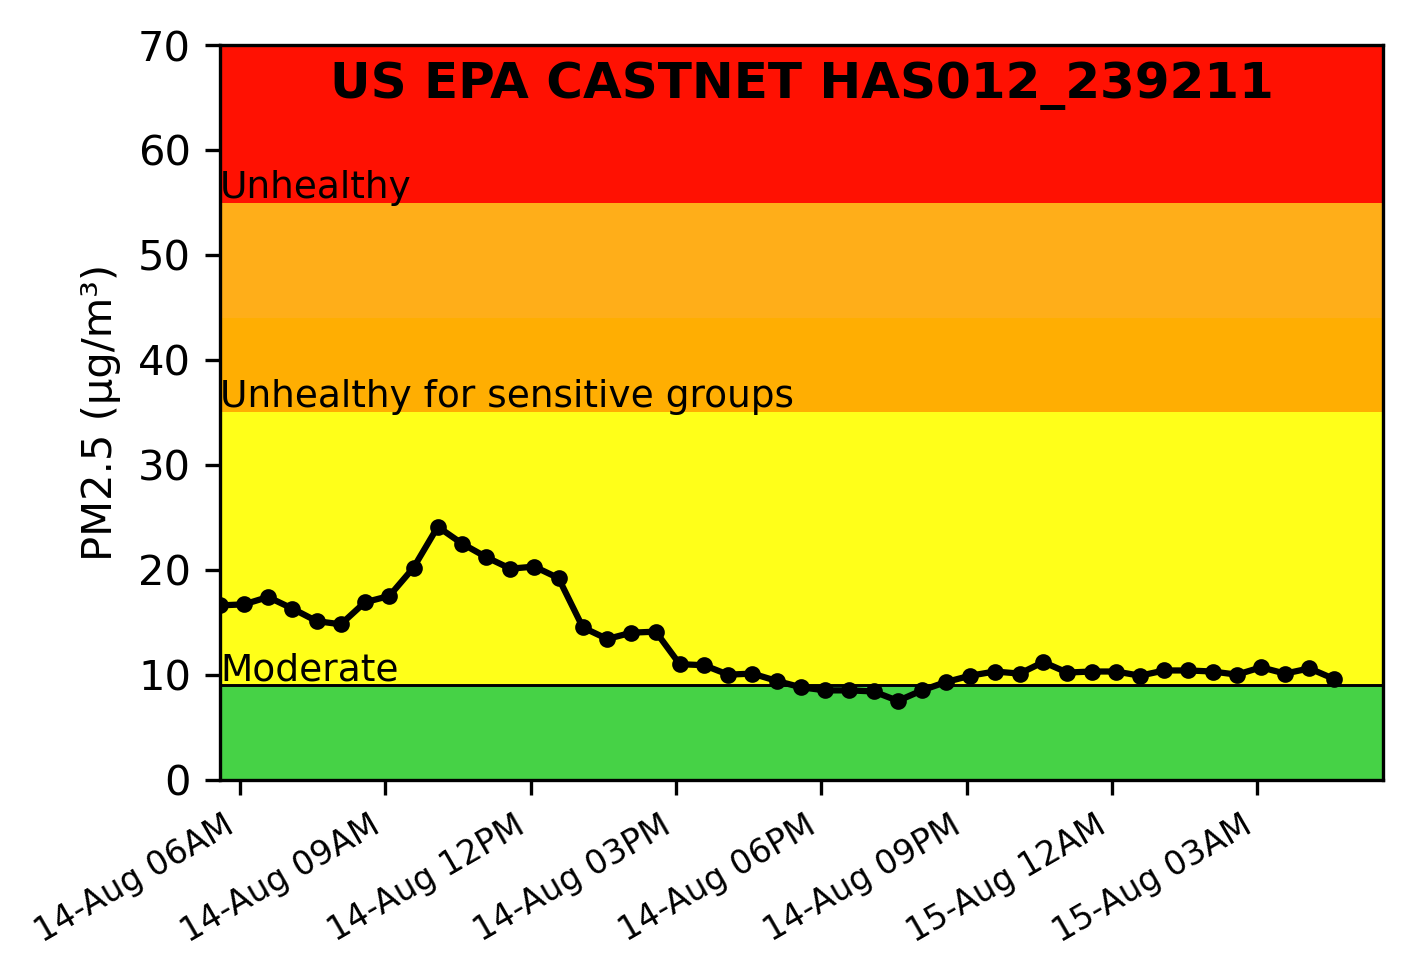 US EPA CASTNET HAS012_239211
70
60
50
40
30
20
10
0
PM2.5 (µg/m³)
Unhealthy
Unhealthy for sensitive groups
Moderate
14-Aug 06AM
14-Aug 09AM
14-Aug 12PM
14-Aug 03PM
14-Aug 06PM
14-Aug 09PM
15-Aug 12AM
15-Aug 03AM